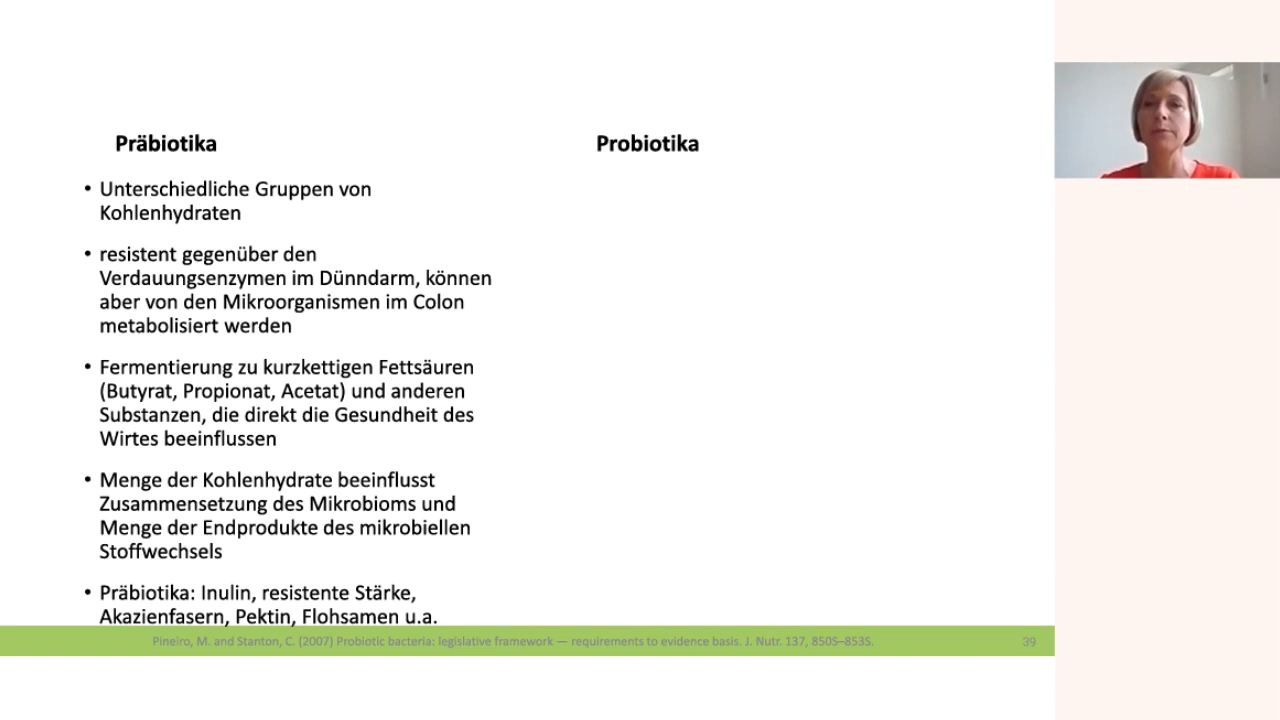 Präbiotika
Probiotika
• Unterschiedliche Gruppen von
Kohlenhydraten
• resistent gegenüber den
Verdauungsenzymen im Dünndarm, können
aber von den Mikroorganismen im Colon
metabolisiert werden
• Fermentierung zu kurzkettigen Fettsäuren
(Butyrat, Propionat, Acetat) und anderen
Substanzen, die direkt die Gesundheit des
Wirtes beeinflussen
• Menge der Kohlenhydrate beeinflusst
Zusammensetzung des Mikrobioms und
Menge der Endprodukte des mikrobiellen
Stoffwechsels
• Präbiotika: Inulin, resistente Stärke,
Akazienfasern, Pektin, Flohsamen u.a.
Pineiro, M. and Stanton, C. (2007) Probiotic bacteria: legislative framework — requirements to evidence basis. J. Nutr. 137, 850S–853S.
39